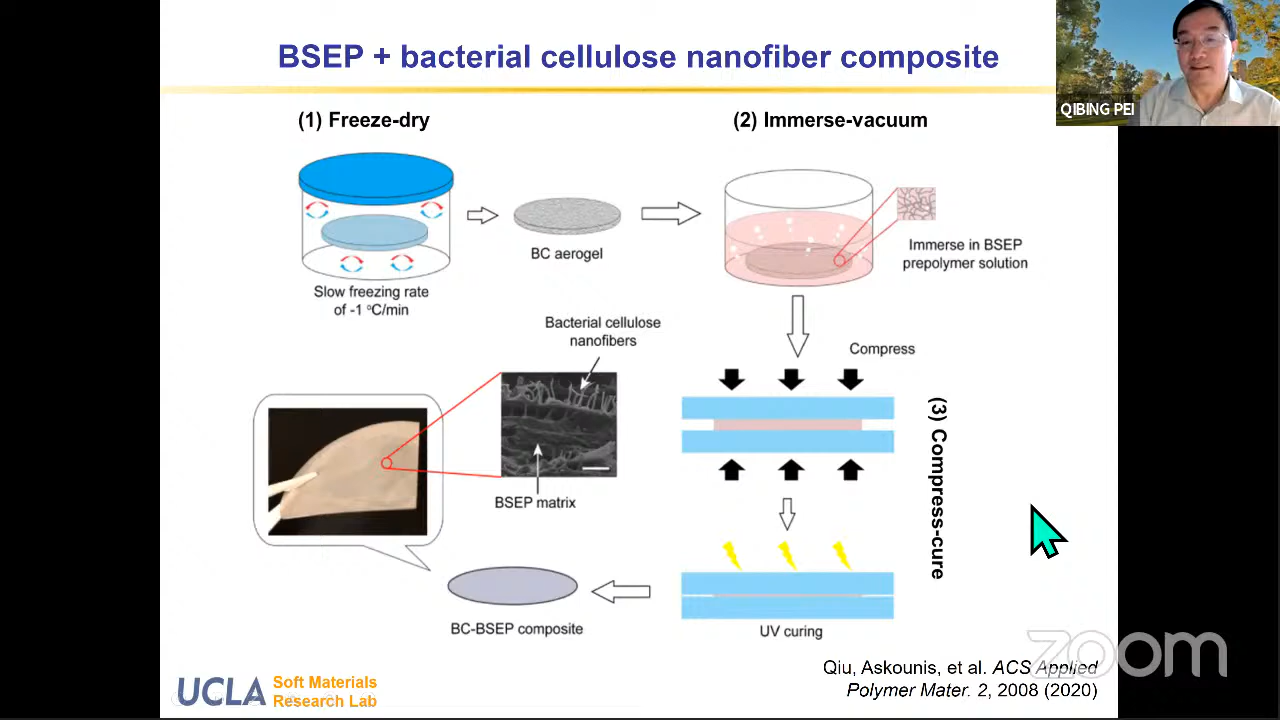 BSEP + bacterial cellulose nanofiber composite
QIBING PEI
(1) Freeze-dry
(2) Immerse-vacuum
BC aerogel
Immerse in BSEP
prepolymer solution
Slow freezing rate
of -1 °C/min
Bacterial cellulose
nanofibers
Compress
(3) Compress-cure
BSEP matrix
BC-BSEP composite
UV curing
zoom
Qiu, Askounis, et al. ACS Applied
Polymer Mater. 2, 2008 (2020)
UCLA
Soft Materials
Research Lab